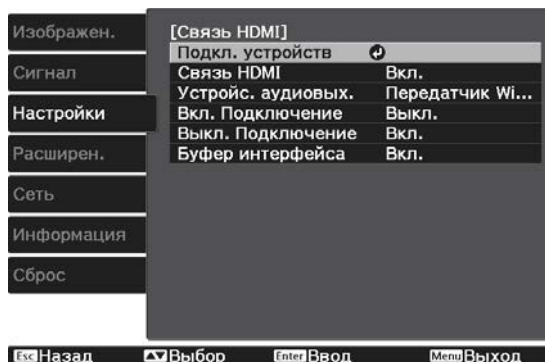 Изображен.
Сигнал
Настройки
Расширен.
Сеть
Информация
Сброс
[Связь HDMI]
Подкл. устройств
Связь HDMI Вкл.
Устройс. аудиовых. Передатчик Wi...
Вкл. Подключение Выкл.
Выкл. Подключение Вкл.
Буфер интерфейса Вкл.
Esc Назад Выбор Enter Ввод Menu Выход